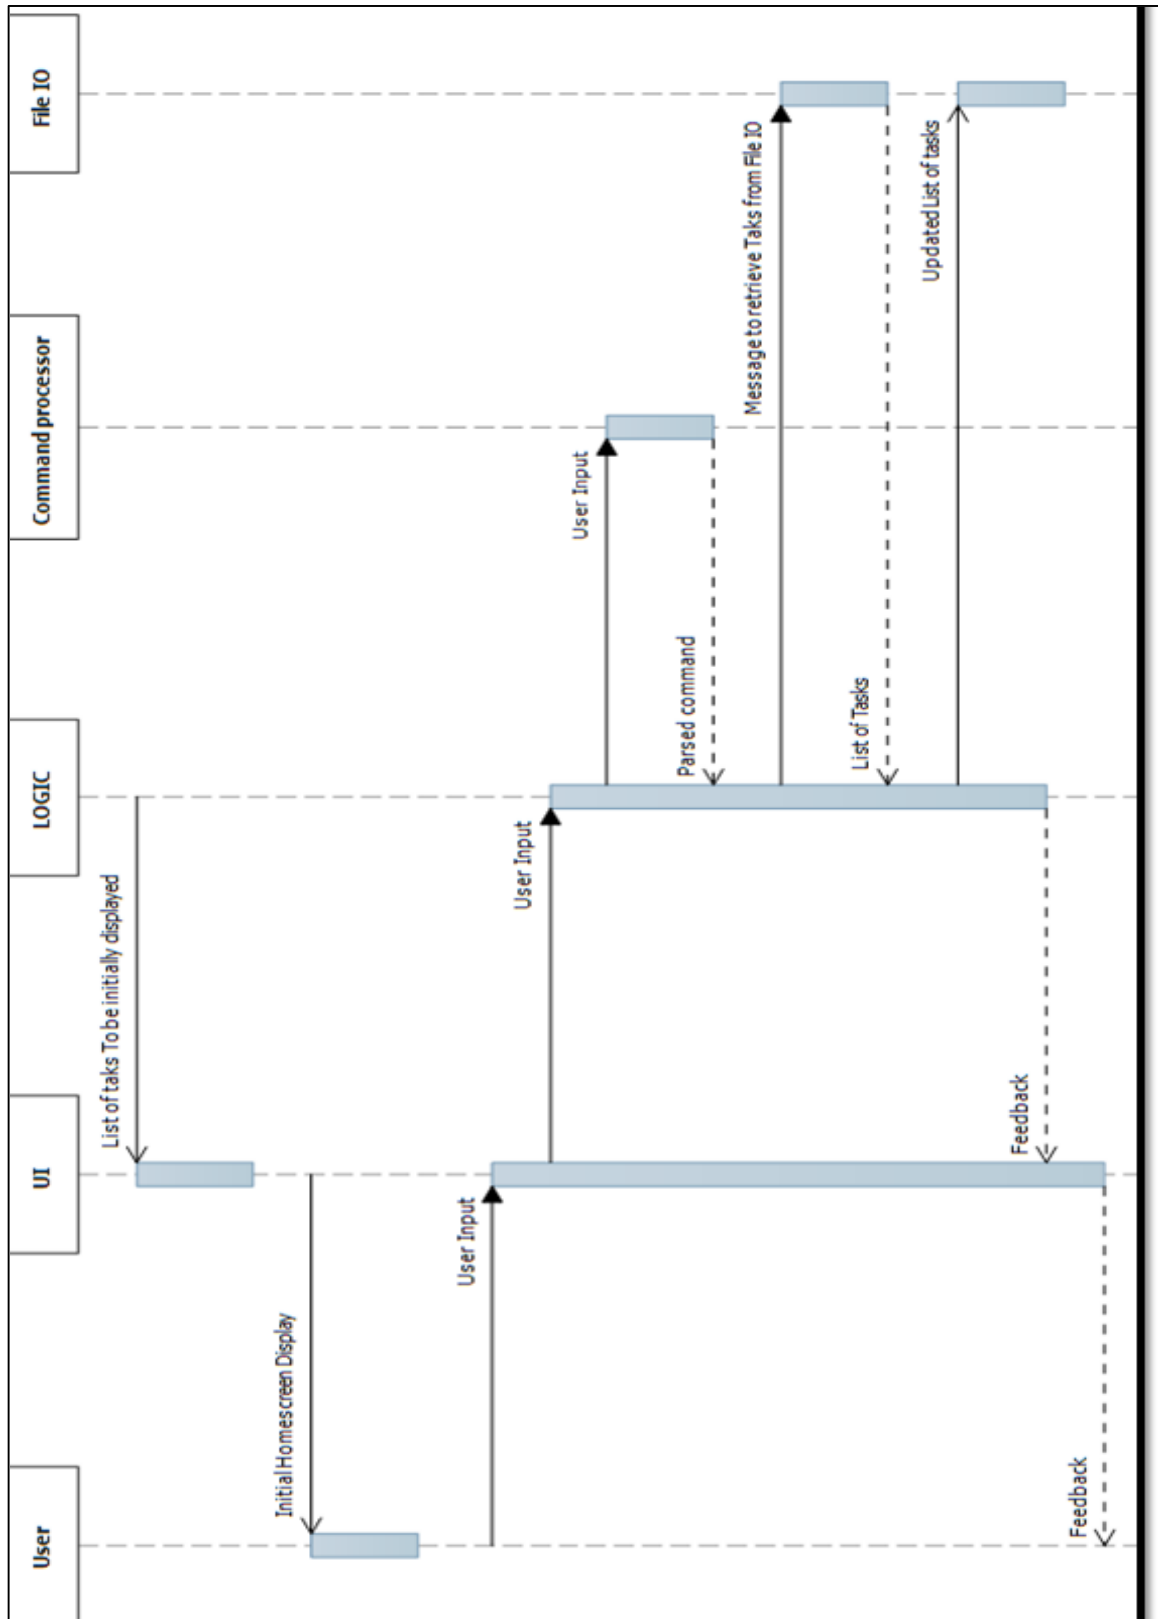 User
UI
LOGIC
Command processor
File IO
List of taks To be initially displayed
Initial Homescreen Display
User Input
User Input
User Input
Parsed command
Message to retrieve Taks from File IO
List of Tasks
Updated List of tasks
Feedback
Feedback